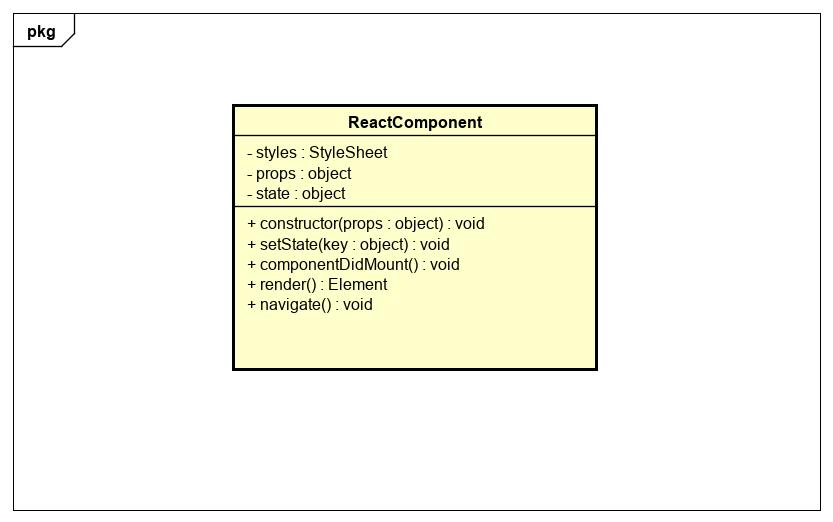 pkg
ReactComponent
- styles : StyleSheet
- props : object
- state : object
+ constructor(props : object) : void
+ setState(key : object) : void
+ componentDidMount() : void
+ render() : Element
+ navigate() : void